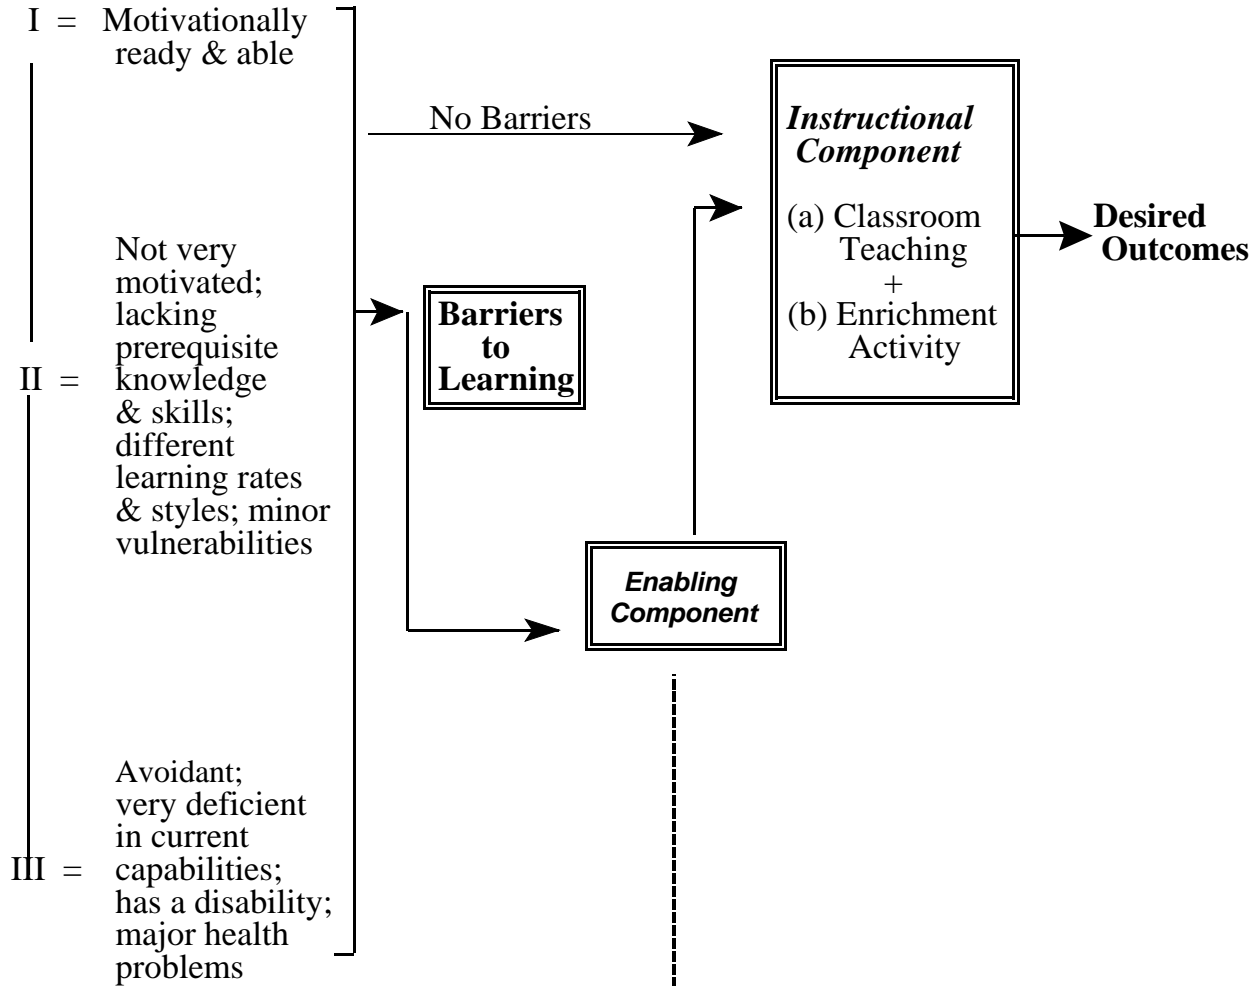 I = Motivationally
ready & able
No Barriers
Instructional
Component
(a) Classroom
Teaching
+
(b) Enrichment
Activity
Desired
Outcomes
Not very
motivated;
lacking
prerequisite
II = knowledge
& skills;
different
learning rates
& styles; minor
vulnerabilities
Barriers
to
Learning
Enabling
Component
Avoidant;
very deficient
in current
III = capabilities;
has a disability;
major health
problems